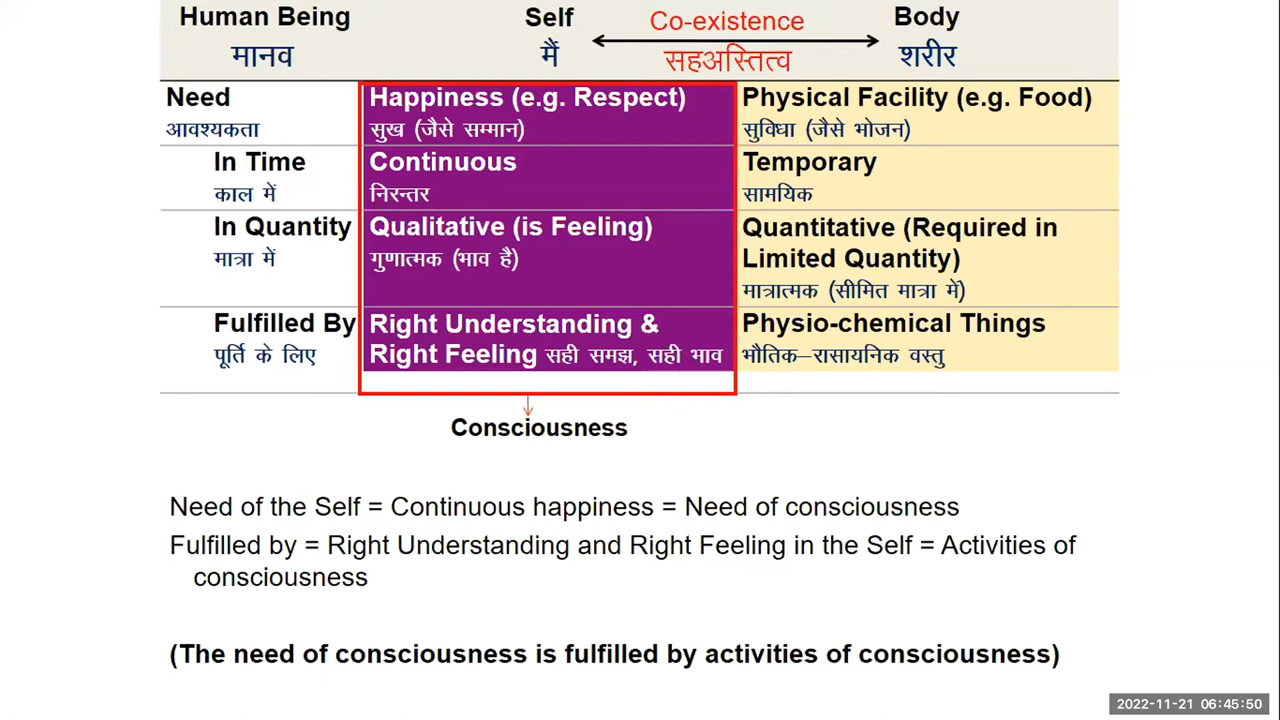 Human Being Self Co-existence Body
मानव मैं सहअस्तित्व शरीर
Need Happiness (e.g. Respect) Physical Facility (e.g. Food)
आवश्यकता सुख (जैसे सम्मान) सुविधा (जैसे भोजन)
In Time Continuous Temporary
काल में निरन्तर सामयिक
In Quantity Qualitative (is Feeling) Quantitative (Required in
Limited Quantity)
मात्रा में गुणात्मक (भाव है) मात्रात्मक (सीमित मात्रा में)
Fulfilled By Right Understanding & Physio-chemical Things
पूर्ति के लिए Right Feeling सही समझ, सही भाव भौतिक–रासायनिक वस्तु
Consciousness
Need of the Self = Continuous happiness = Need of consciousness
Fulfilled by = Right Understanding and Right Feeling in the Self = Activities of
consciousness
(The need of consciousness is fulfilled by activities of consciousness)
2022-11-21 06:45:50